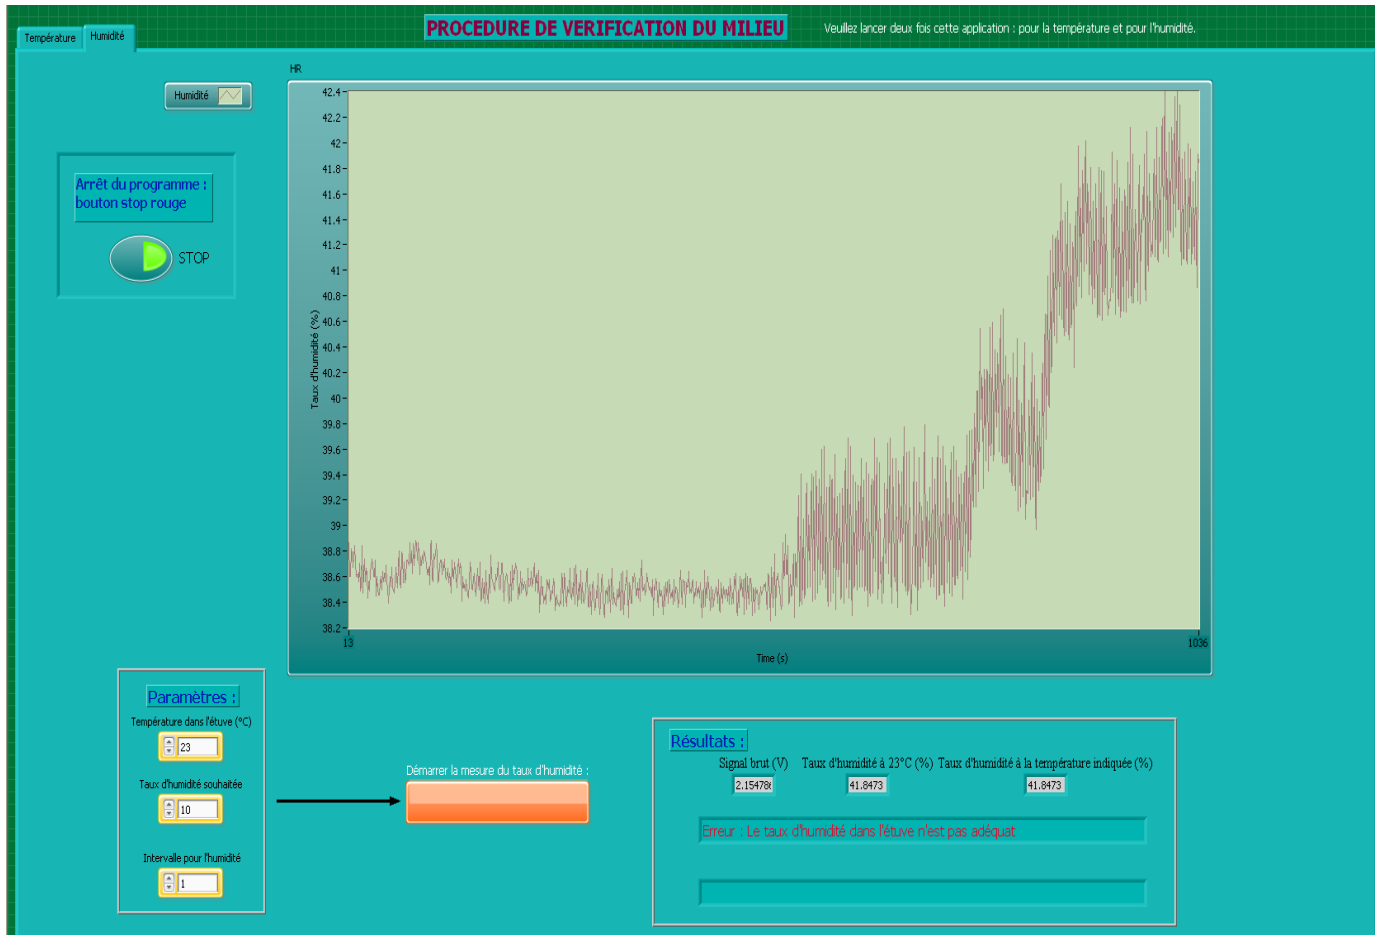 PROCEDURE DE VERIFICATION DU MILIEU
Veuillez lancer deux fois cette application : pour la température et pour l'humidité.
Température
Humidité
HR
Humidité
Arrêt du programme :
bouton stop rouge
STOP
Taux d'humidité (%)
42.4
42.2
42
41.8
41.6
41.4
41.2
41
40.8
40.6
40.4
40.2
40
39.8
39.6
39.4
39.2
39
38.8
38.6
38.4
38.2
13
1036
Time (s)
Paramètres :
Température dans l'étuve (°C)
23
Taux d'humidité souhaitée
10
Intervalle pour l'humidité
1
Démarrer la mesure du taux d'humidité :
Résultats :
Signal brut (V)
Taux d'humidité à 23°C (%)
Taux d'humidité à la température indiquée (%)
2.15478
41.8473
41.8473
Erreur : Le taux d'humidité dans l'étuve n'est pas adéquat